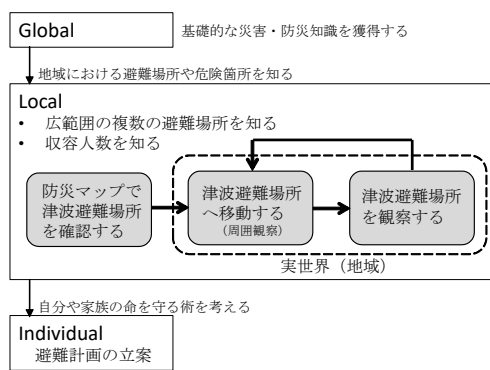 Global
基礎的な災害・防災知識を獲得する
地域における避難場所や危険箇所を知る
Local
• 広範囲の複数の避難場所を知る
• 収容人数を知る
防災マップで
津波避難場所
を確認する
津波避難場所
へ移動する
(周囲観察)
津波避難場所
を観察する
実世界（地域）
自分や家族の命を守る術を考える
Individual
避難計画の立案